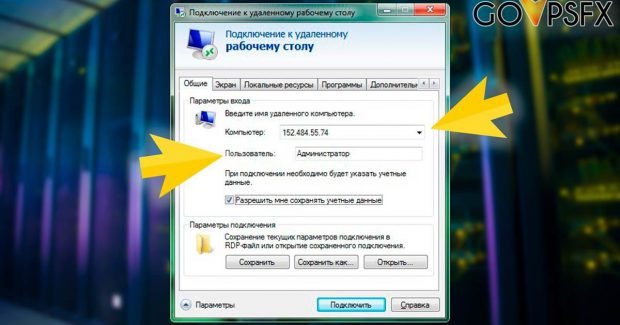 GOVPSFX
Подключение к удаленному рабочему столу
Подключение к удаленному
рабочему столу
Общие Экран Локальные ресурсы Программы Дополнительн
Параметры входа
Введите имя удаленного компьютера.
Компьютер: 152.484.55.74
Пользователь: Администратор
При подключении необходимо будет указать учетные
данные.
Разрешить мне сохранять учетные данные
Параметры подключения
Сохранение текущих параметров подключения в
RDP-файл или открытие сохраненного подключения.
Сохранить Сохранить как... Открыть...
Параметры Подключить Справка